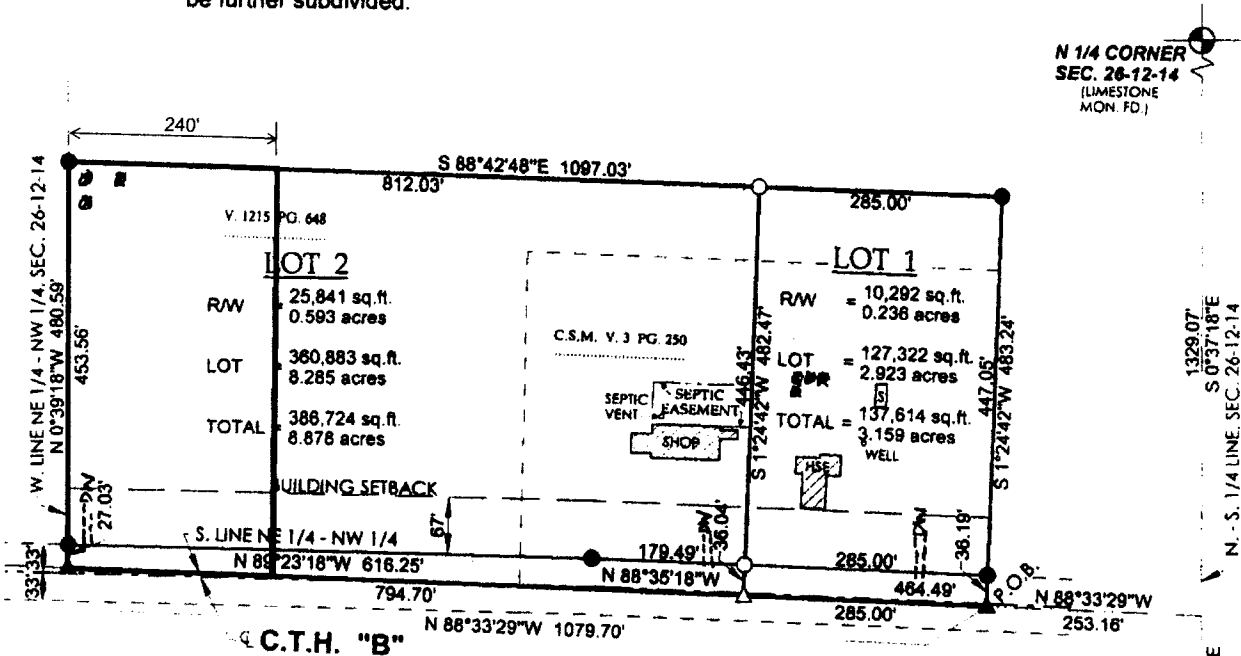 be further subdivided.
N 1/4 CORNER
SEC. 26-12-14
(LIMESTONE
MON. FD.)
240'
S 88°42'48"E 1097.03'
812.03'
285.00'
W. LINE NE 1/4 - NW 1/4, SEC. 26-12-14
N 0°39'18"W 480.59'
453.56'
V. 1215 PG. 648
LOT 2
R/W 25,841 sq.ft.
0.593 acres
LOT 360,883 sq.ft.
8.285 acres
TOTAL 386,724 sq.ft.
8.878 acres
C.S.M. V. 3 PG. 250
SEPTIC
VENT
SEPTIC
EASEMENT
SHOP
446.43'
S 1°24'42"W 482.47'
LOT 1
R/W = 10,292 sq.ft.
0.236 acres
LOT = 127,322 sq.ft.
2.923 acres
S
TOTAL = 137,614 sq.ft.
3.159 acres
WELL
HSE
447.05'
S 1°24'42"W 483.24'
1329.07'
S 0°37'18"E
N. - S. 1/4 LINE, SEC. 26-12-14
BUILDING SETBACK
27.03'
67'
S. LINE NE 1/4 - NW 1/4
N 89°23'18"W 616.25'
179.49'
36.04'
N 88°35'18"W
285.00'
36.19'
464.49'
P.O.B.
33'
33'
794.70'
285.00'
N 88°33'29"W 1079.70'
N 88°33'29"W
253.16'
C.T.H. "B"
E